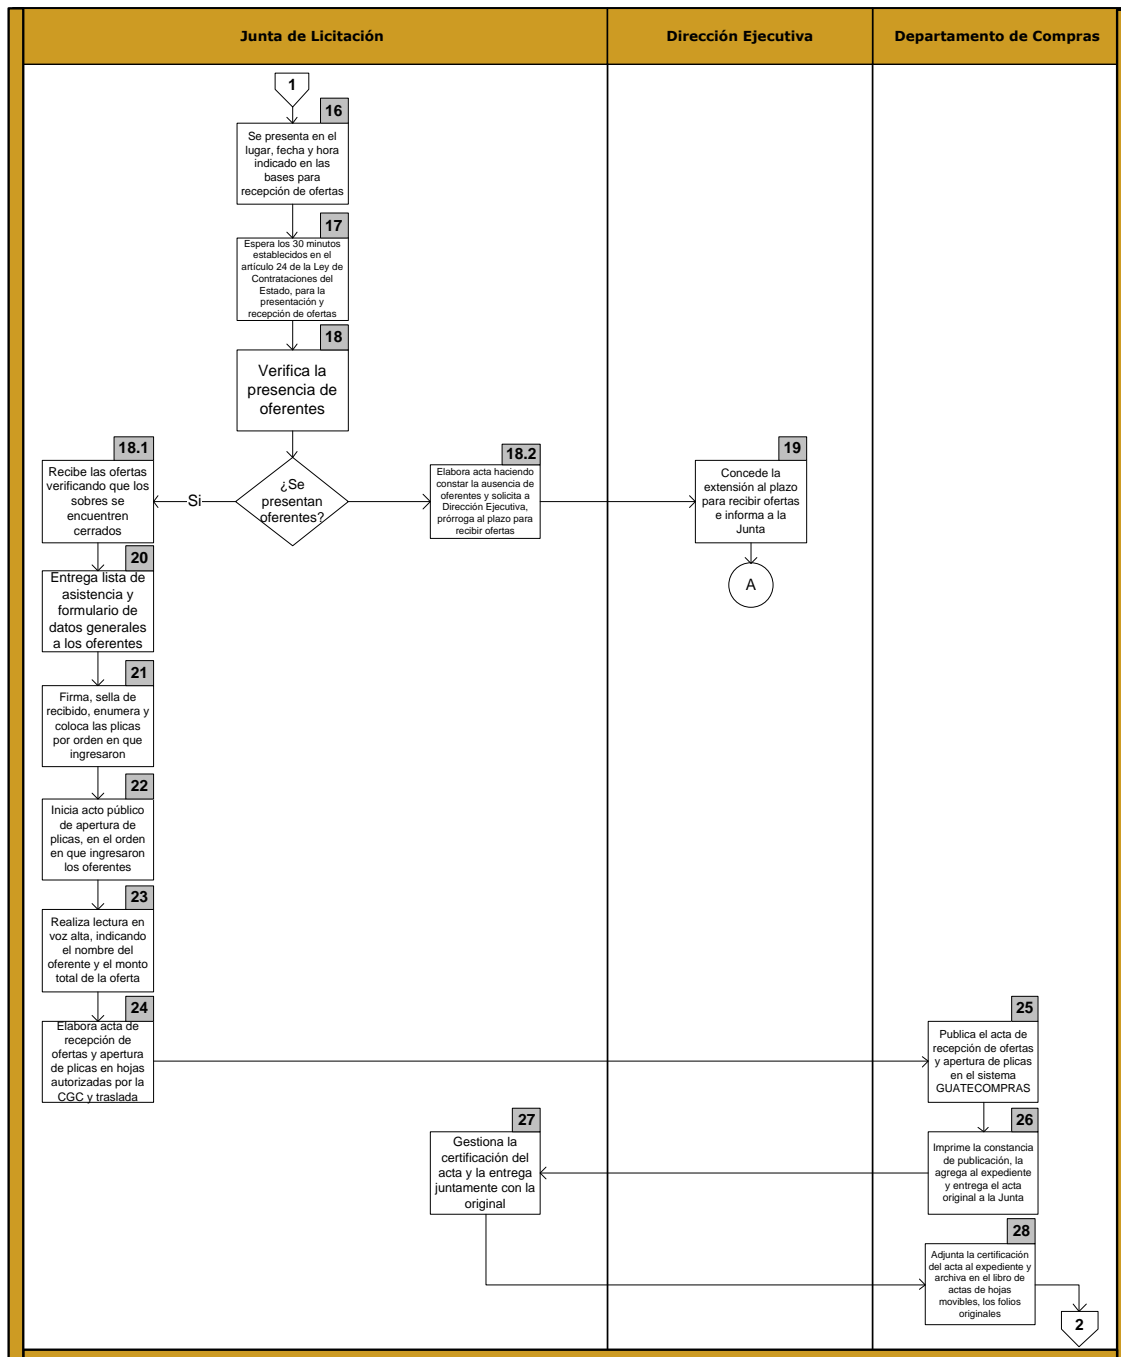 Junta de Licitación
Dirección Ejecutiva
Departamento de Compras
1
16
Se presenta en el
lugar, fecha y hora
indicado en las
bases para
recepción de ofertas
17
Espera los 30 minutos
establecidos en el
artículo 24 de la Ley de
Contrataciones del
Estado, para la
presentación y
recepción de ofertas
18
Verifica la
presencia de
oferentes
¿Se
presentan
oferentes?
Si
18.1
Recibe las ofertas
verificando que los
sobres se
encuentren
cerrados
18.2
Elabora acta haciendo
constar la ausencia de
oferentes y solicita a
Dirección Ejecutiva,
prórroga al plazo para
recibir ofertas
19
Concede la
extensión al plazo
para recibir ofertas
e informa a la
Junta
A
20
Entrega lista de
asistencia y
formulario de
datos generales
a los oferentes
21
Firma, sella de
recibido, enumera y
coloca las plicas
por orden en que
ingresaron
22
Inicia acto público
de apertura de
plicas, en el orden
en que ingresaron
los oferentes
23
Realiza lectura en
voz alta, indicando
el nombre del
oferente y el monto
total de la oferta
24
Elabora acta de
recepción de
ofertas y apertura
de plicas en hojas
autorizadas por la
CGC y traslada
25
Publica el acta de
recepción de ofertas
y apertura de plicas
en el sistema
GUATECOMPRAS
26
Imprime la constancia
de publicación, la
agrega al expediente
y entrega el acta
original a la Junta
27
Gestiona la
certificación del
acta y la entrega
juntamente con la
original
28
Adjunta la certificación
del acta al expediente y
archiva en el libro de
actas de hojas
movibles, los folios
originales
2